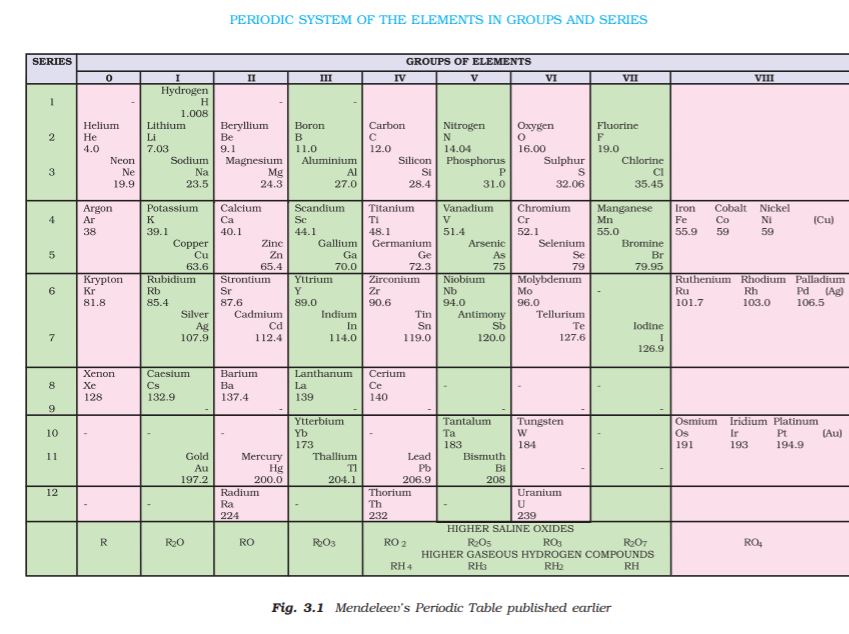 PERIODIC SYSTEM OF THE ELEMENTS IN GROUPS AND SERIES
SERIES GROUPS OF ELEMENTS
0 I II III IV V VI VII VIII
Hydrogen
1 - H - -
1.008
Helium Lithium Beryllium Boron Carbon Nitrogen Oxygen Fluorine
2 He Li Be B C N O F
4.0 7.03 9.1 11.0 12.0 14.04 16.00 19.0
Neon Sodium Magnesium Aluminium Silicon Phosphorus Sulphur Chlorine
3 Ne Na Mg Al Si P S Cl
19.9 23.5 24.3 27.0 28.4 31.0 32.06 35.45
Argon Potassium Calcium Scandium Titanium Vanadium Chromium Manganese Iron Cobalt Nickel
4 Ar K Ca Sc Ti V Cr Mn Fe Co Ni (Cu)
38 39.1 40.1 44.1 48.1 51.4 52.1 55.0 55.9 59 59
Copper Zinc Gallium Germanium Arsenic Selenium Bromine
5 Cu Zn Ga Ge As Se Br
63.6 65.4 70.0 72.3 75 79 79.95
Krypton Rubidium Strontium Yttrium Zirconium Niobium Molybdenum Ruthenium Rhodium Palladium
6 Kr Rb Sr Y Zr Nb Mo - Ru Rh Pd (Ag)
81.8 85.4 87.6 89.0 90.6 94.0 96.0 101.7 103.0 106.5
Silver Cadmium Indium Tin Antimony Tellurium Iodine
7 Ag Cd In Sn Sb Te I
107.9 112.4 114.0 119.0 120.0 127.6 126.9
Xenon Caesium Barium Lanthanum Cerium
8 Xe Cs Ba La Ce - - -
128 132.9 137.4 139 140
9 - - - - - - -
Ytterbium Tantalum Tungsten Osmium Iridium Platinum
10 - - - Yb - Ta W - Os Ir Pt (Au)
173 183 184 191 193 194.9
Gold Mercury Thallium Lead Bismuth
11 Au Hg Tl Pb Bi - -
197.2 200.0 204.1 206.9 208
12 Radium Thorium Uranium
- - Ra - Th - U
224 232 239
HIGHER SALINE OXIDES
R R₂O RO R₂O₃ RO₂ R₂O₅ RO₃ R₂O₇ RO₄
HIGHER GASEOUS HYDROGEN COMPOUNDS
RH₄ RH₃ RH₂ RH
Fig. 3.1 Mendeleev's Periodic Table published earlier